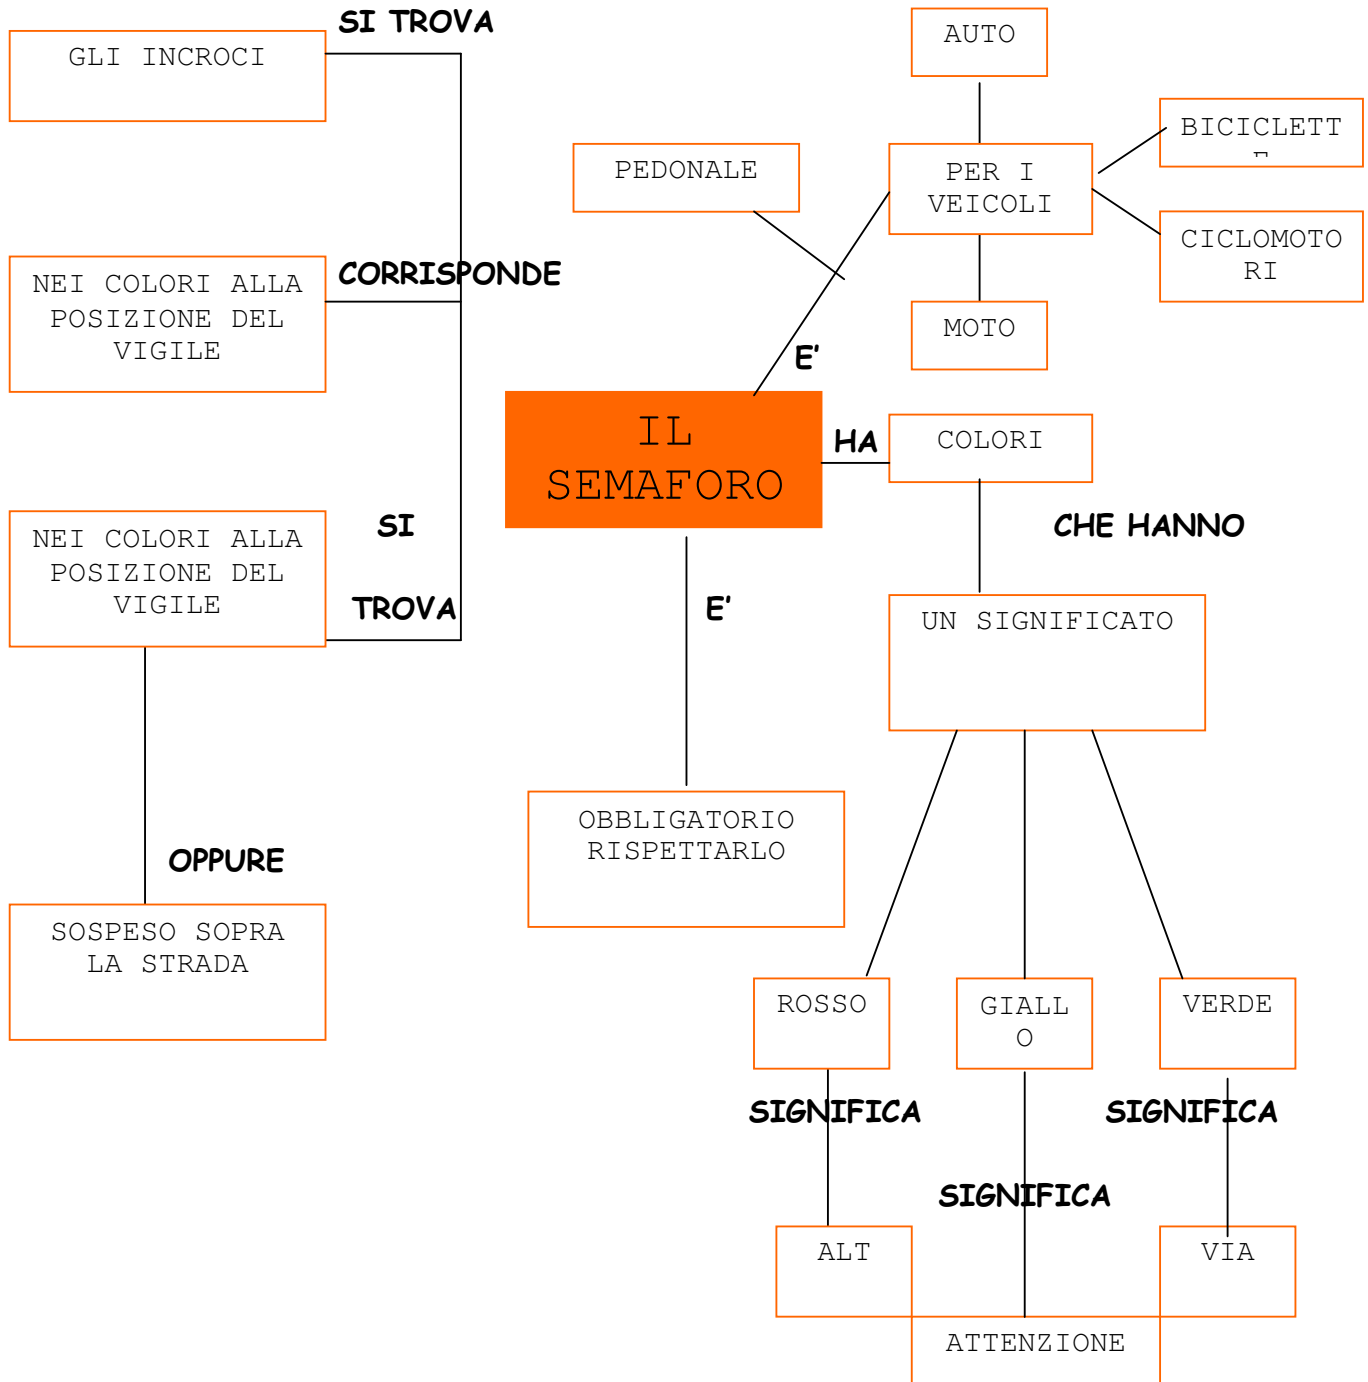 SI TROVA
GLI INCROCI
AUTO
BICICLETT
E
PEDONALE
PER I
VEICOLI
CICLOMOTO
RI
NEI COLORI ALLA
POSIZIONE DEL
VIGILE
CORRISPONDE
MOTO
E'
IL
SEMAFORO
HA
COLORI
NEI COLORI ALLA
POSIZIONE DEL
VIGILE
SI
TROVA
CHE HANNO
E'
UN SIGNIFICATO
OBBLIGATORIO
RISPETTARLO
OPPURE
SOSPESO SOPRA
LA STRADA
ROSSO
GIALL
O
VERDE
SIGNIFICA
SIGNIFICA
SIGNIFICA
ALT
VIA
ATTENZIONE